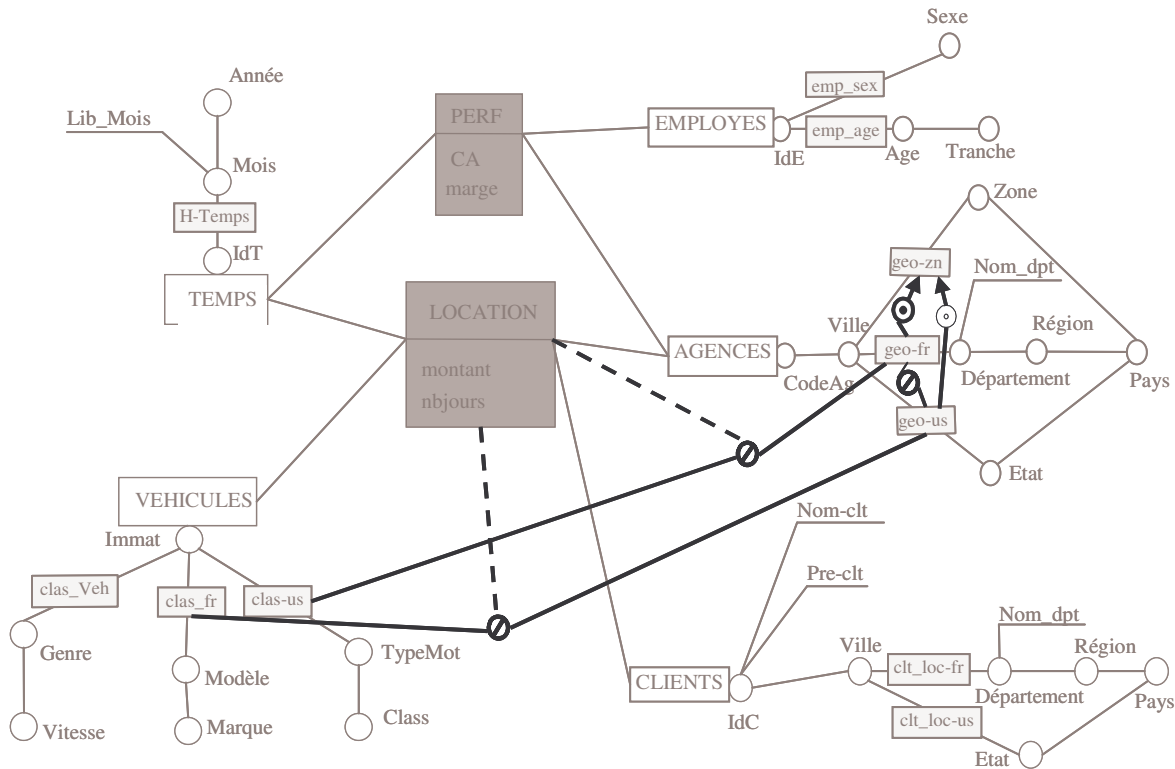 Sexe
Année
emp_sex
Lib_Mois
PERF
EMPLOYES
emp_age
CA
IdE
Age
Tranche
Mois
marge
Zone
H-Temps
IdT
geo-zn
Nom_dpt
TEMPS
LOCATION
Ville
Région
AGENCES
geo-fr
montant
CodeAg
Département
Pays
nbjours
geo-us
Etat
VEHICULES
Nom-clt
Immat
Pre-clt
clas_Veh
clas_fr
clas-us
Nom_dpt
Genre
TypeMot
Ville
Région
Modèle
CLIENTS
clt_loc-fr
Département
Pays
Vitesse
Marque
Class
IdC
clt_loc-us
Etat